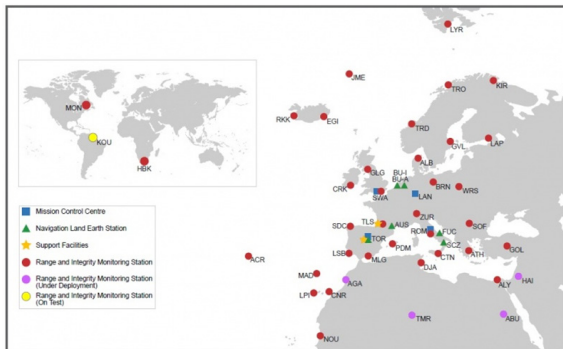 LYR
JME
TRO
KIR
RKK
EGI
TRD
GVL
LAP
ALB
GLG
BU-I
BU-A
CRK
SWA
LAN
BRN
WRS
ZUR
TLS
AUS
SDC
ROM
FUC
SOF
TOR
SCZ
PDM
GOL
LSB
MLG
CTN
ATH
ACR
DJA
MAD
AGA
ALY
HAI
LPI
CNR
TMR
ABU
NOU
MON
KOU
HBK
Mission Control Centre
Navigation Land Earth Station
Support Facilities
Range and Integrity Monitoring Station
Range and Integrity Monitoring Station
(Under Deployment)
Range and Integrity Monitoring Station
(On Test)